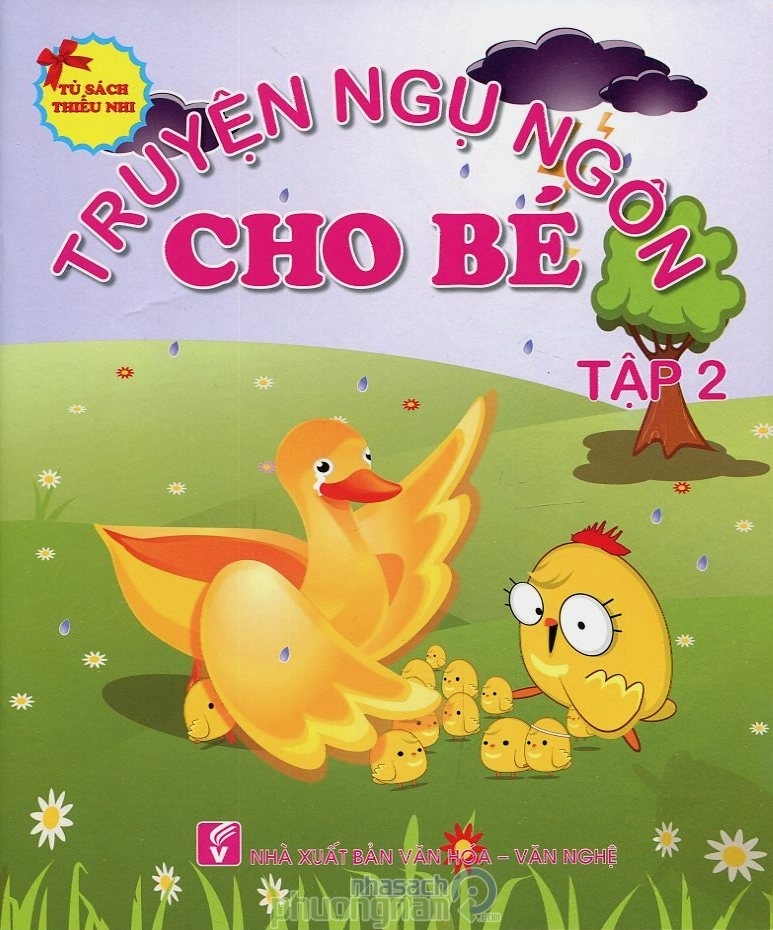 TỦ SÁCH
THIẾU NHI
TRUYỆN NGỤ NGÔN
CHO BÉ
TẬP 2
NHÀ XUẤT BẢN VĂN HÓA – VĂN NGHỆ
nhasach
phuongnam
.com